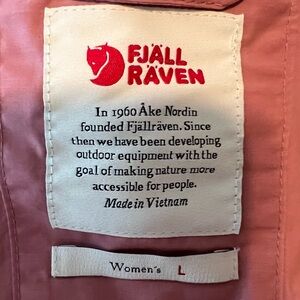 FJÄLL
RÄVEN
In 1960 Åke Nordin
founded Fjällräven. Since
then we have been developing
outdoor equipment with the
goal of making nature more
accessible for people.
Made in Vietnam
Women's L